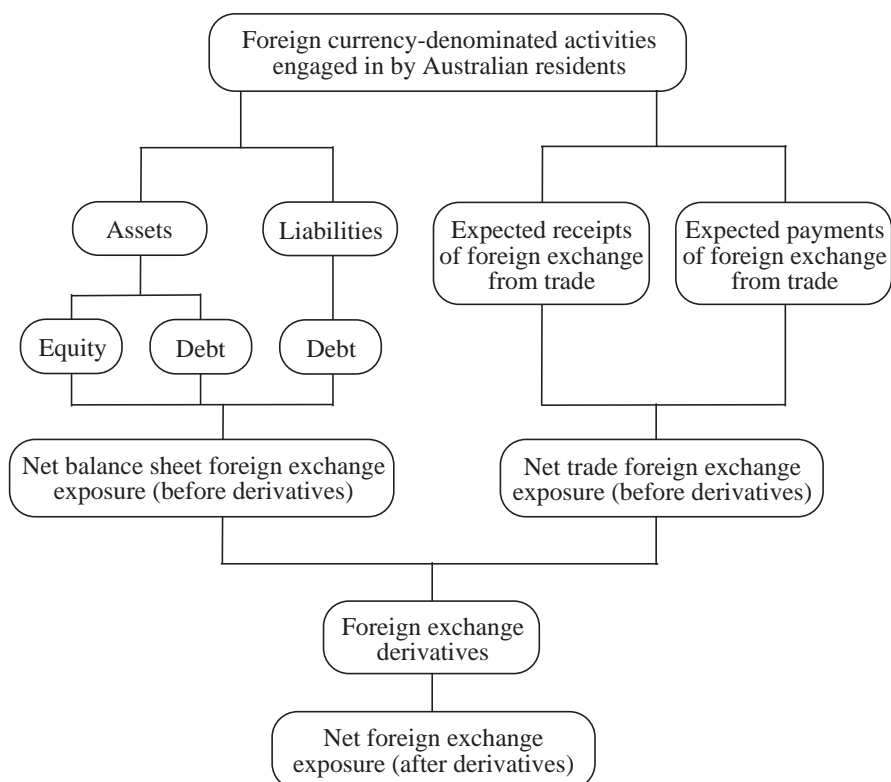 Foreign currency-denominated activities
engaged in by Australian residents
Assets
Liabilities
Expected receipts
of foreign exchange
from trade
Expected payments
of foreign exchange
from trade
Equity
Debt
Debt
Net balance sheet foreign exchange
exposure (before derivatives)
Net trade foreign exchange
exposure (before derivatives)
Foreign exchange
derivatives
Net foreign exchange
exposure (after derivatives)